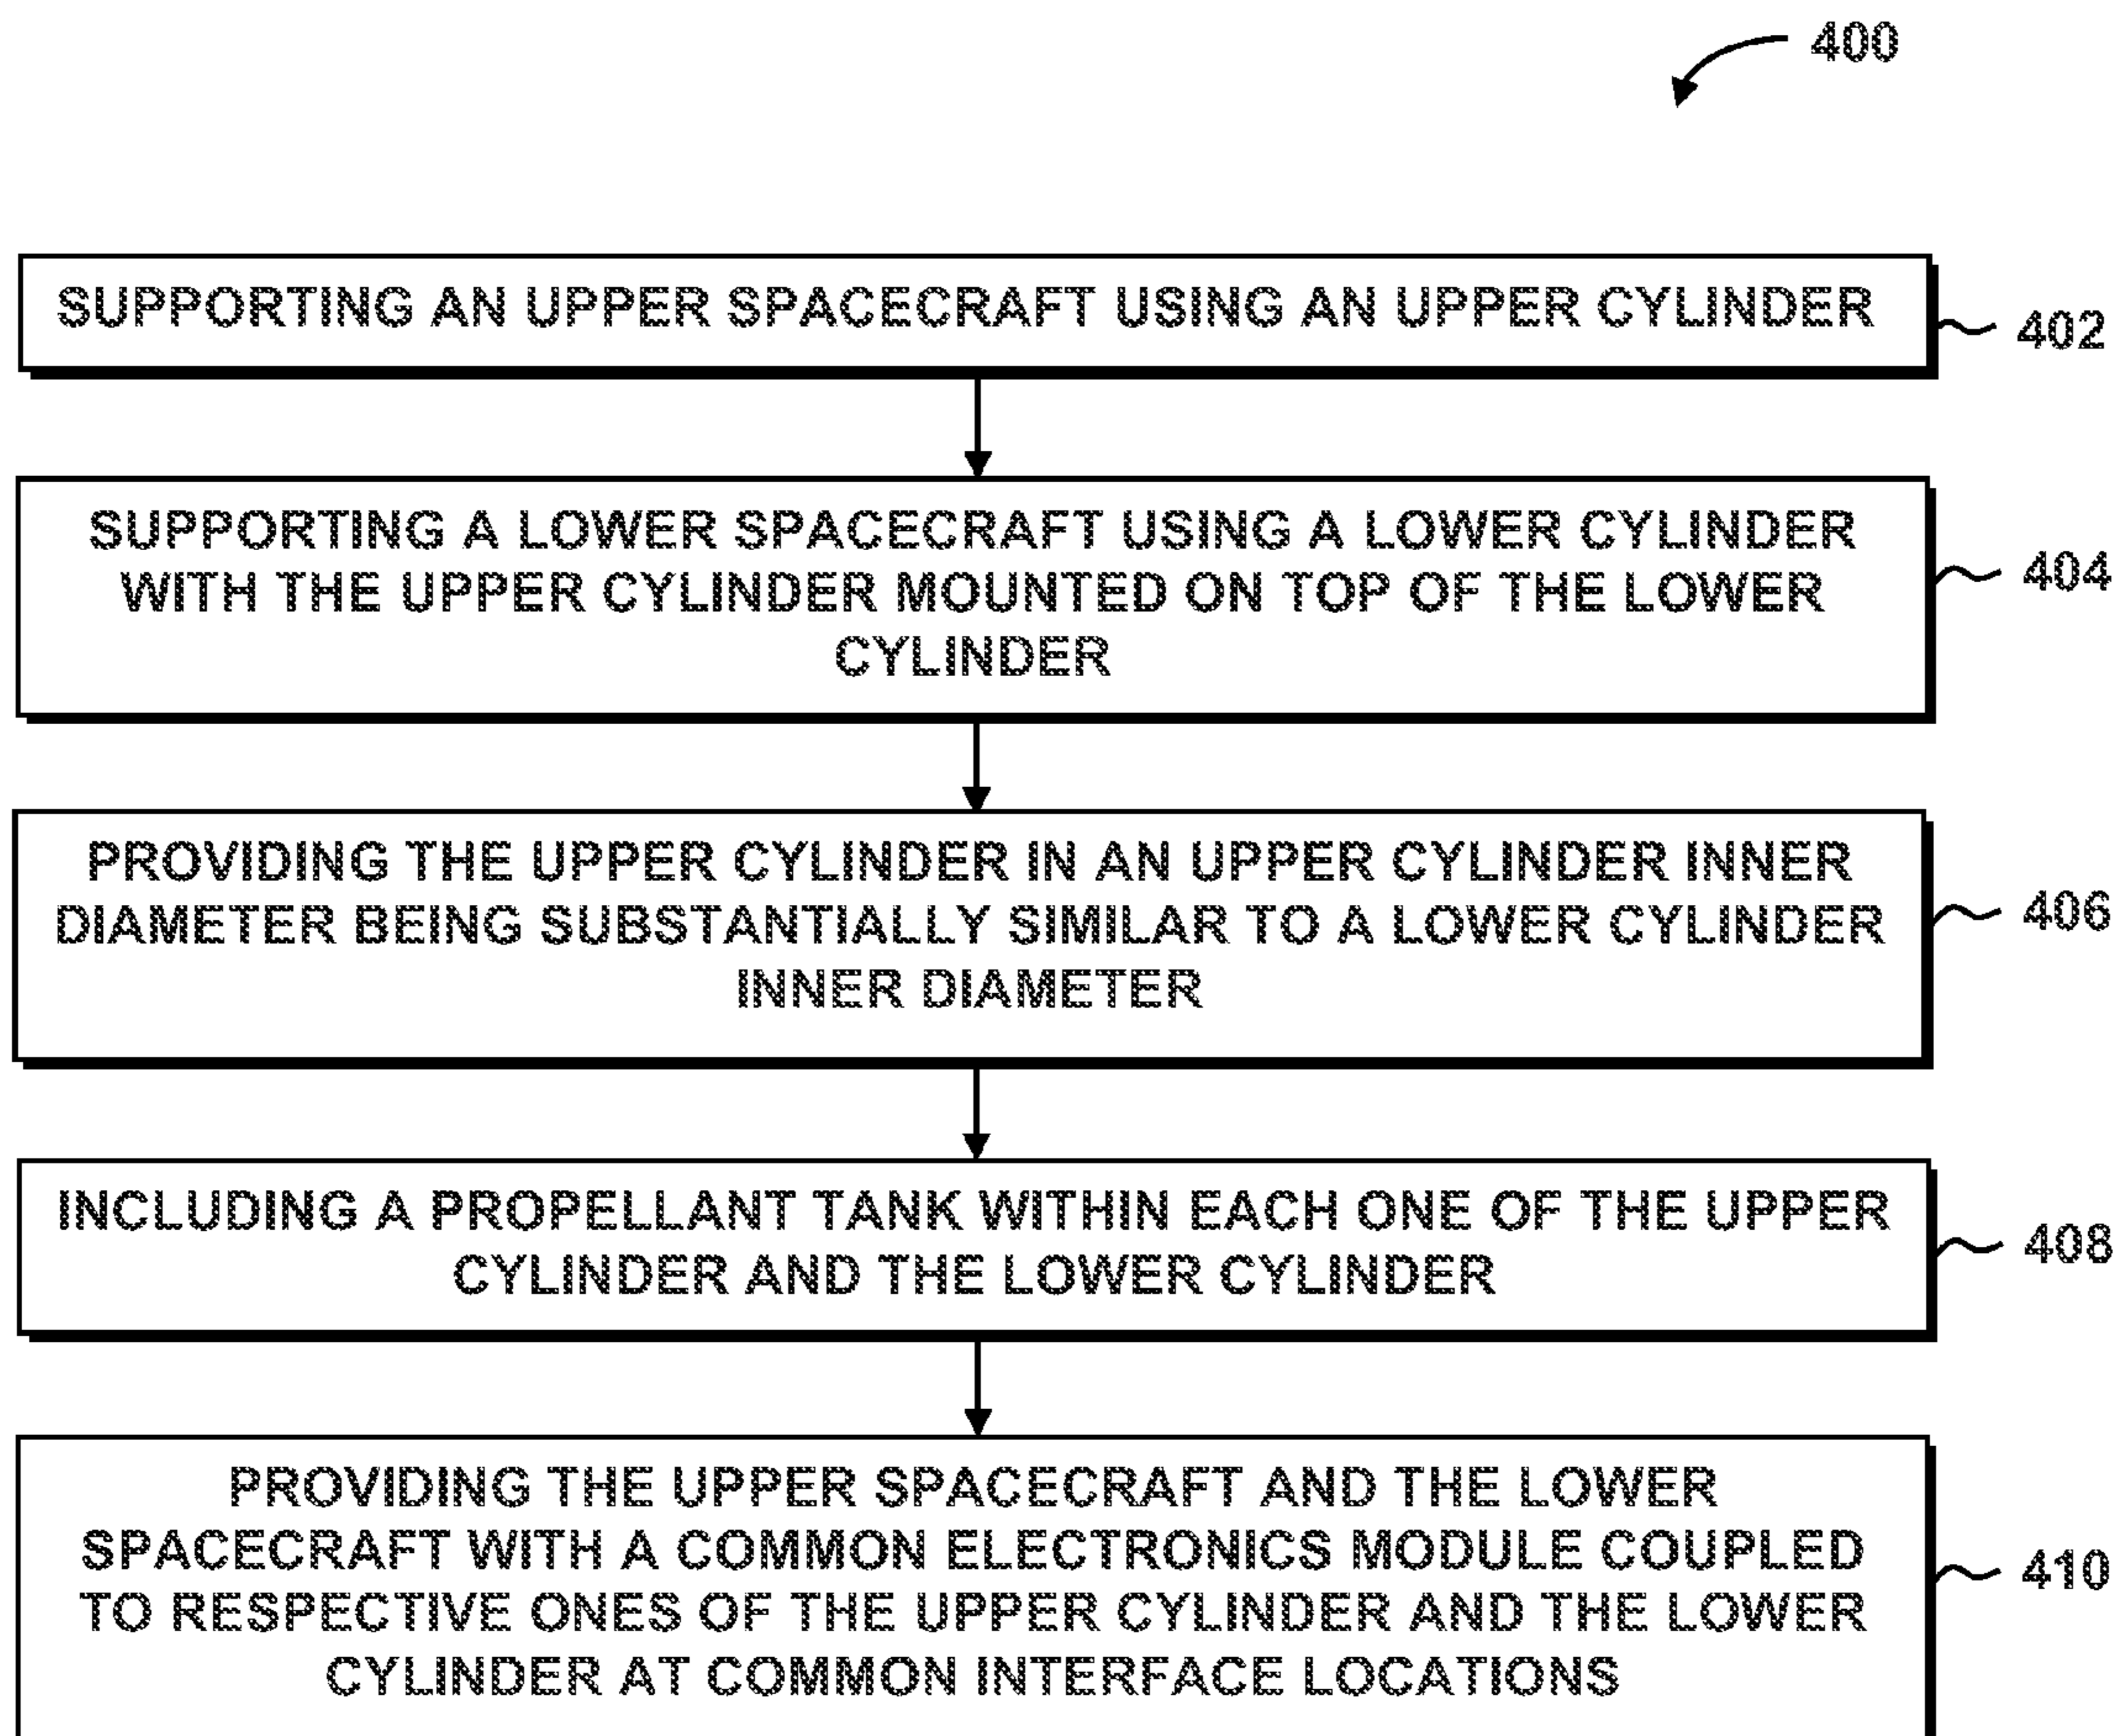 400
SUPPORTING AN UPPER SPACECRAFT USING AN UPPER CYLINDER
402
SUPPORTING A LOWER SPACECRAFT USING A LOWER CYLINDER
WITH THE UPPER CYLINDER MOUNTED ON TOP OF THE LOWER
CYLINDER
404
PROVIDING THE UPPER CYLINDER IN AN UPPER CYLINDER INNER
DIAMETER BEING SUBSTANTIALLY SIMILAR TO A LOWER CYLINDER
INNER DIAMETER
406
INCLUDING A PROPELLANT TANK WITHIN EACH ONE OF THE UPPER
CYLINDER AND THE LOWER CYLINDER
408
PROVIDING THE UPPER SPACECRAFT AND THE LOWER
SPACECRAFT WITH A COMMON ELECTRONICS MODULE COUPLED
TO RESPECTIVE ONES OF THE UPPER CYLINDER AND THE LOWER
CYLINDER AT COMMON INTERFACE LOCATIONS
410